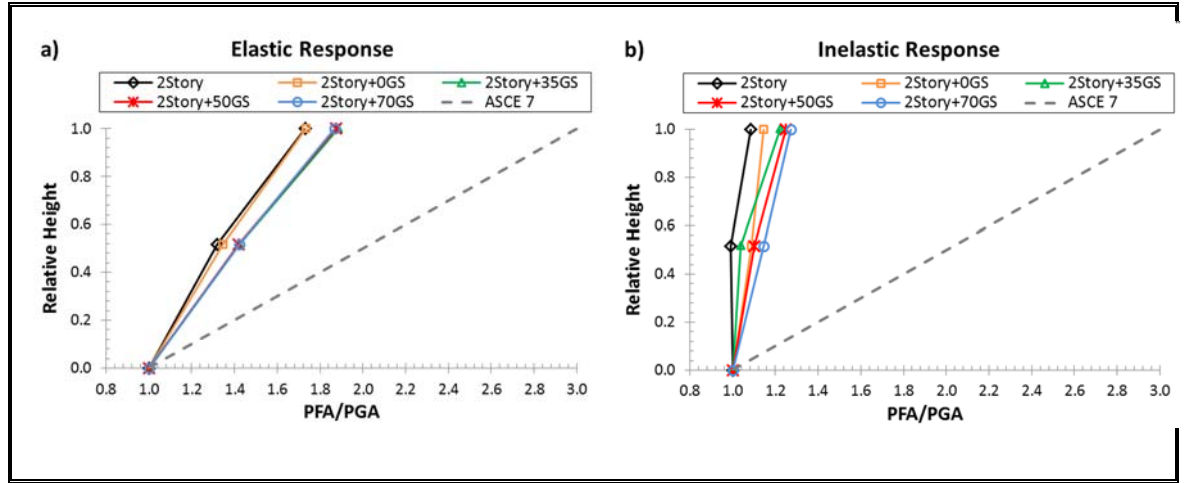 a) Elastic Response
2Story 2Story+0GS 2Story+35GS
2Story+50GS 2Story+70GS ASCE 7
1.0
0.8
0.6
0.4
0.2
0.0
Relative Height
0.8 1.0 1.2 1.4 1.6 1.8 2.0 2.2 2.4 2.6 2.8 3.0
PFA/PGA
b) Inelastic Response
2Story 2Story+0GS 2Story+35GS
2Story+50GS 2Story+70GS ASCE 7
1.0
0.8
0.6
0.4
0.2
0.0
Relative Height
0.8 1.0 1.2 1.4 1.6 1.8 2.0 2.2 2.4 2.6 2.8 3.0
PFA/PGA